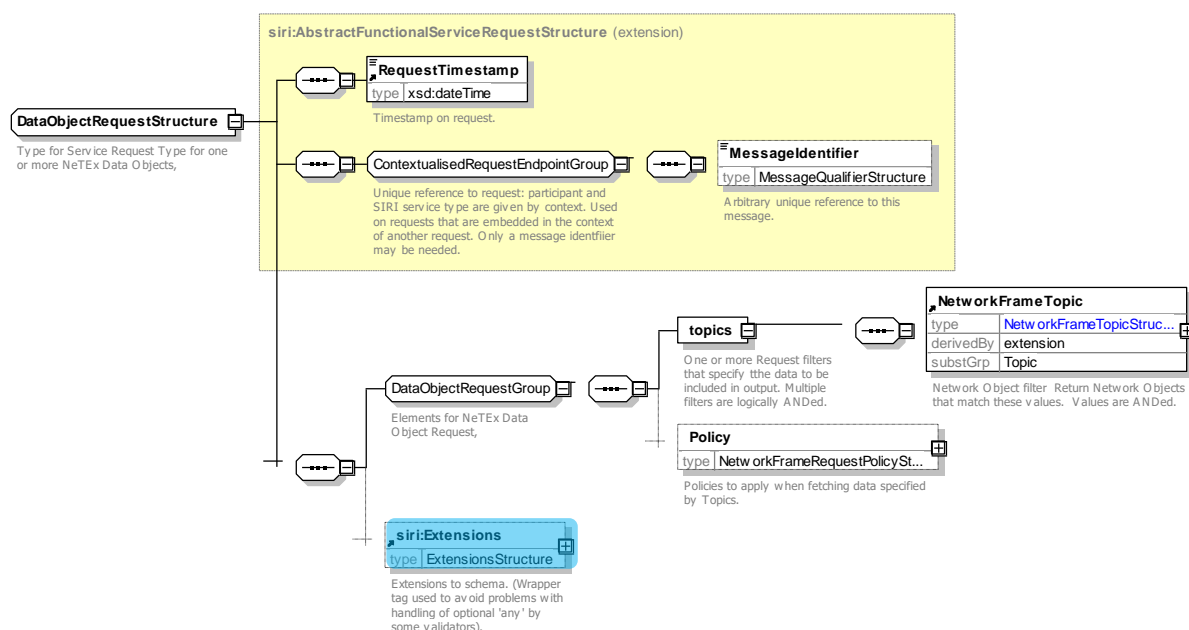 siri:AbstractFunctionalServiceRequestStructure (extension)
RequestTimestamp
type xsd:dateTime
Timestamp on request.
DataObjectRequestStructure
Type for Service Request Type for one
or more NeTEx Data Objects,
ContextualisedRequestEndpointGroup
Unique reference to request: participant and
SIRI service type are given by context. Used
on requests that are embedded in the context
of another request. Only a message identfiier
may be needed.
MessageIdentifier
type MessageQualifierStructure
Arbitrary unique reference to this
message.
NetworkFrameTopic
type NetworkFrameTopicStruc...
derivedBy extension
substGrp Topic
Network Object filter Return Network Objects
that match these values. Values are ANDed.
topics
One or more Request filters
that specify tthe data to be
included in output. Multiple
filters are logically ANDed.
DataObjectRequestGroup
Elements for NeTEx Data
Object Request,
Policy
type NetworkFrameRequestPolicySt...
Policies to apply when fetching data specified
by Topics.
siri:Extensions
type ExtensionsStructure
Extensions to schema. (Wrapper
tag used to avoid problems with
handling of optional 'any' by
some validators).